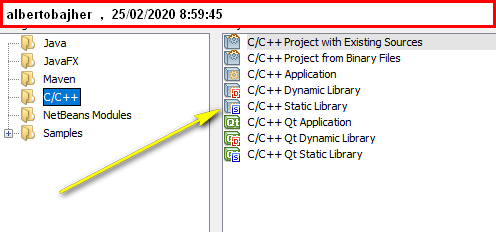 albertobajher , 25/02/2020 8:59:45
Java
JavaFX
Maven
C/C++
NetBeans Modules
Samples
C/C++ Project with Existing Sources
C/C++ Project from Binary Files
C/C++ Application
C/C++ Dynamic Library
C/C++ Static Library
C/C++ Qt Application
C/C++ Qt Dynamic Library
C/C++ Qt Static Library